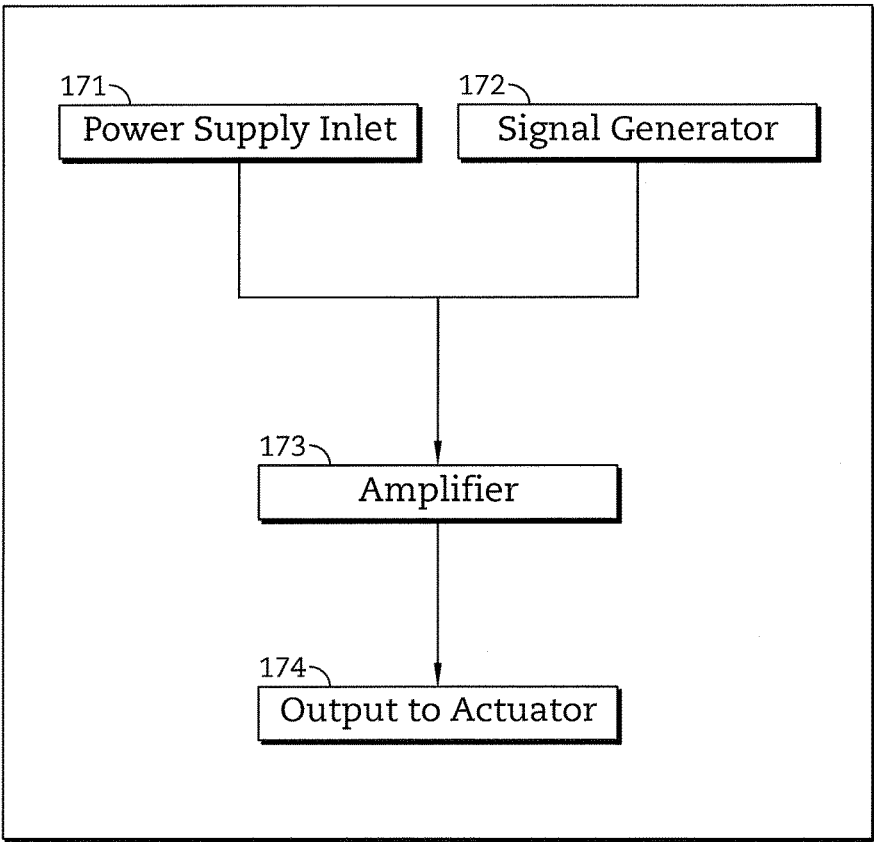 171
Power Supply Inlet
172
Signal Generator
173
Amplifier
174
Output to Actuator